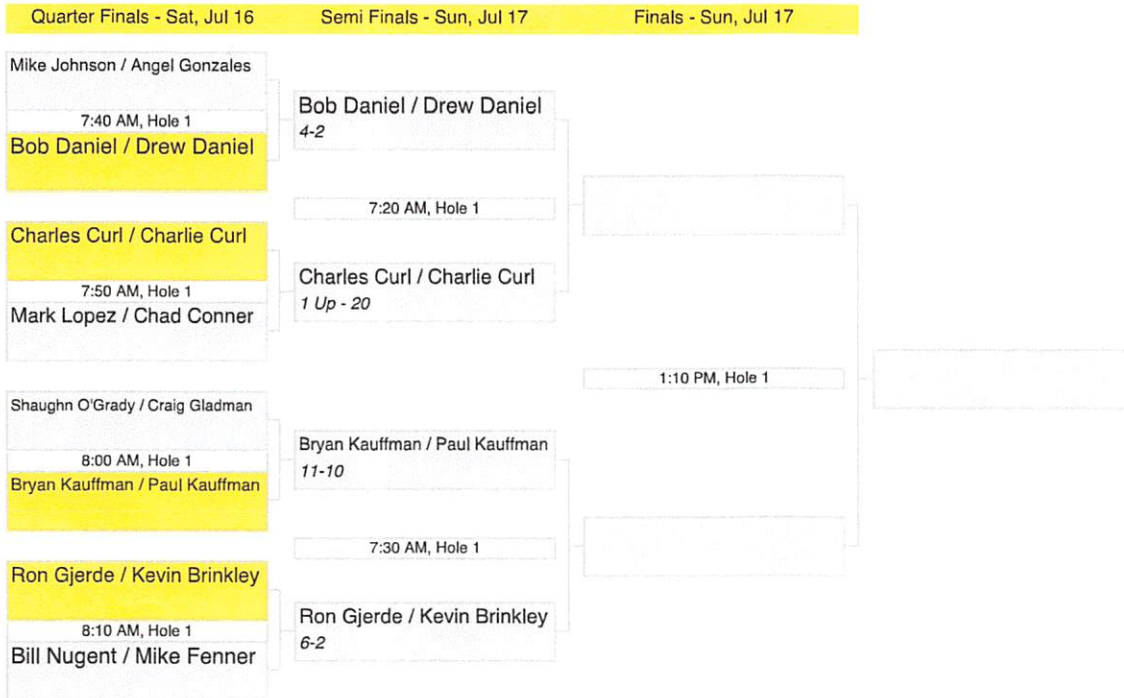 Quarter Finals - Sat, Jul 16
Semi Finals - Sun, Jul 17
Finals - Sun, Jul 17
Mike Johnson / Angel Gonzales
7:40 AM, Hole 1
Bob Daniel / Drew Daniel
Charles Curl / Charlie Curl
7:50 AM, Hole 1
Mark Lopez / Chad Conner
Shaughn O'Grady / Craig Gladman
8:00 AM, Hole 1
Bryan Kauffman / Paul Kauffman
Ron Gjerde / Kevin Brinkley
8:10 AM, Hole 1
Bill Nugent / Mike Fenner
Bob Daniel / Drew Daniel
4-2
7:20 AM, Hole 1
Charles Curl / Charlie Curl
1 Up - 20
Bryan Kauffman / Paul Kauffman
11-10
7:30 AM, Hole 1
Ron Gjerde / Kevin Brinkley
6-2
1:10 PM, Hole 1